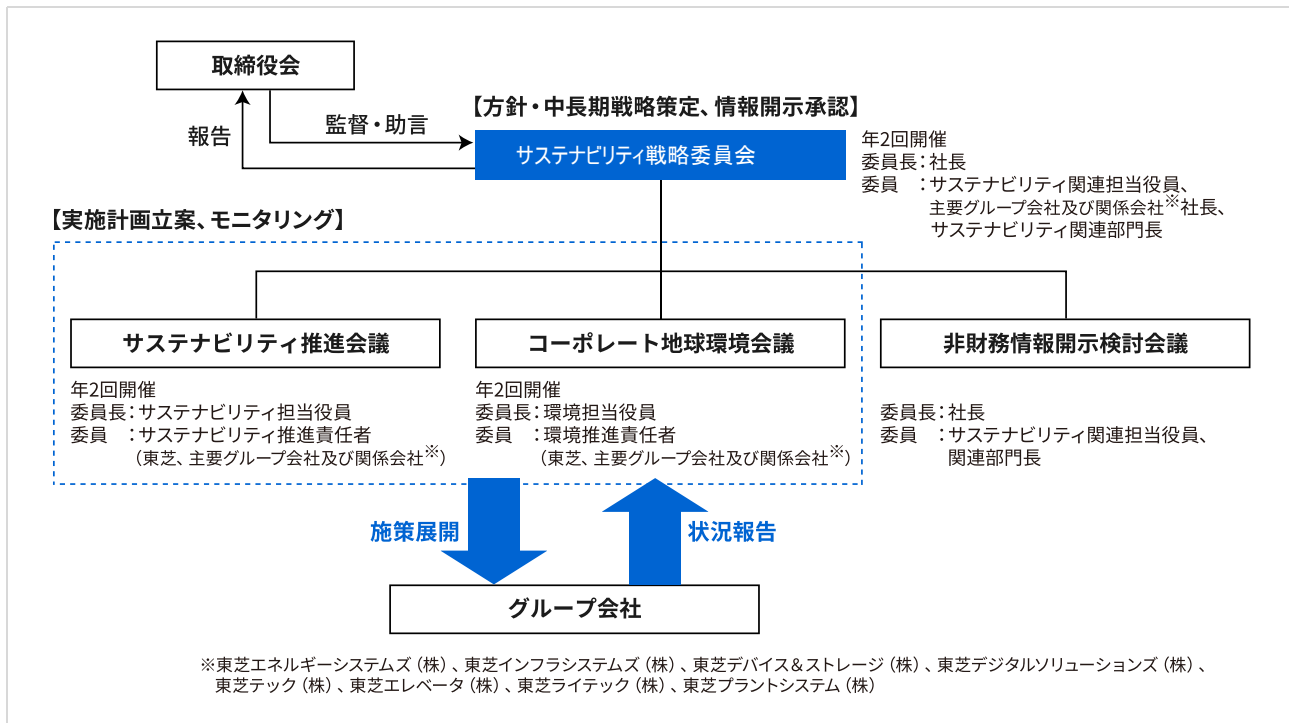 取締役会
報告
監督・助言
【方針・中長期戦略策定、情報開示承認】
サステナビリティ戦略委員会
年2回開催
委員長：社長
委員　：サステナビリティ関連担当役員、
主要グループ会社及び関係会社※社長、
サステナビリティ関連部門長
【実施計画立案、モニタリング】
サステナビリティ推進会議
年2回開催
委員長：サステナビリティ担当役員
委員　：サステナビリティ推進責任者
（東芝、主要グループ会社及び関係会社※）
コーポレート地球環境会議
年2回開催
委員長：環境担当役員
委員　：環境推進責任者
（東芝、主要グループ会社及び関係会社※）
非財務情報開示検討会議
委員長：社長
委員　：サステナビリティ関連担当役員、
関連部門長
施策展開
状況報告
グループ会社
※東芝エネルギーシステムズ（株）、東芝インフラシステムズ（株）、東芝デバイス＆ストレージ（株）、東芝デジタルソリューションズ（株）、
東芝テック（株）、東芝エレベータ（株）、東芝ライテック（株）、東芝プラントシステム（株）